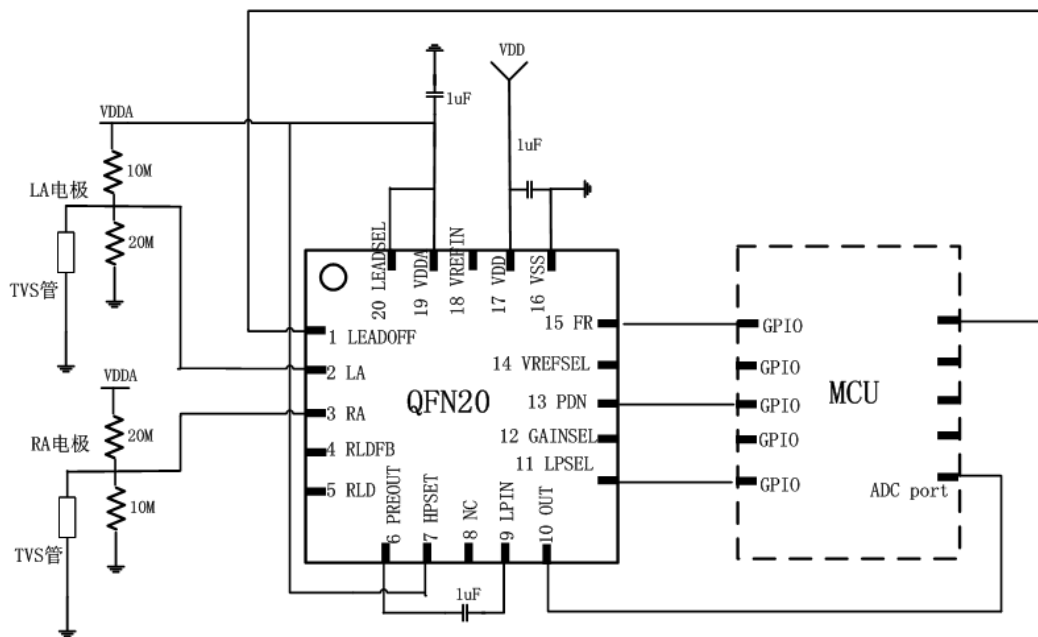 VDD
1uF
1uF
VDDA
10M
LA电极
20M
TVS管
20 LEADSEL
19 VDDA
18 VREFIN
17 VDD
16 VSS
1 LEADOFF
2 LA
3 RA
4 RLDFB
5 RLD
QFN20
15 FR
14 VREFSEL
13 PDN
12 GAINSEL
11 LPSEL
6 PREOUT
7 HPSET
8 NC
9 LPIN
10 OUT
1uF
VDDA
20M
RA电极
10M
TVS管
GPIO
GPIO
GPIO
GPIO
GPIO
MCU
ADC port